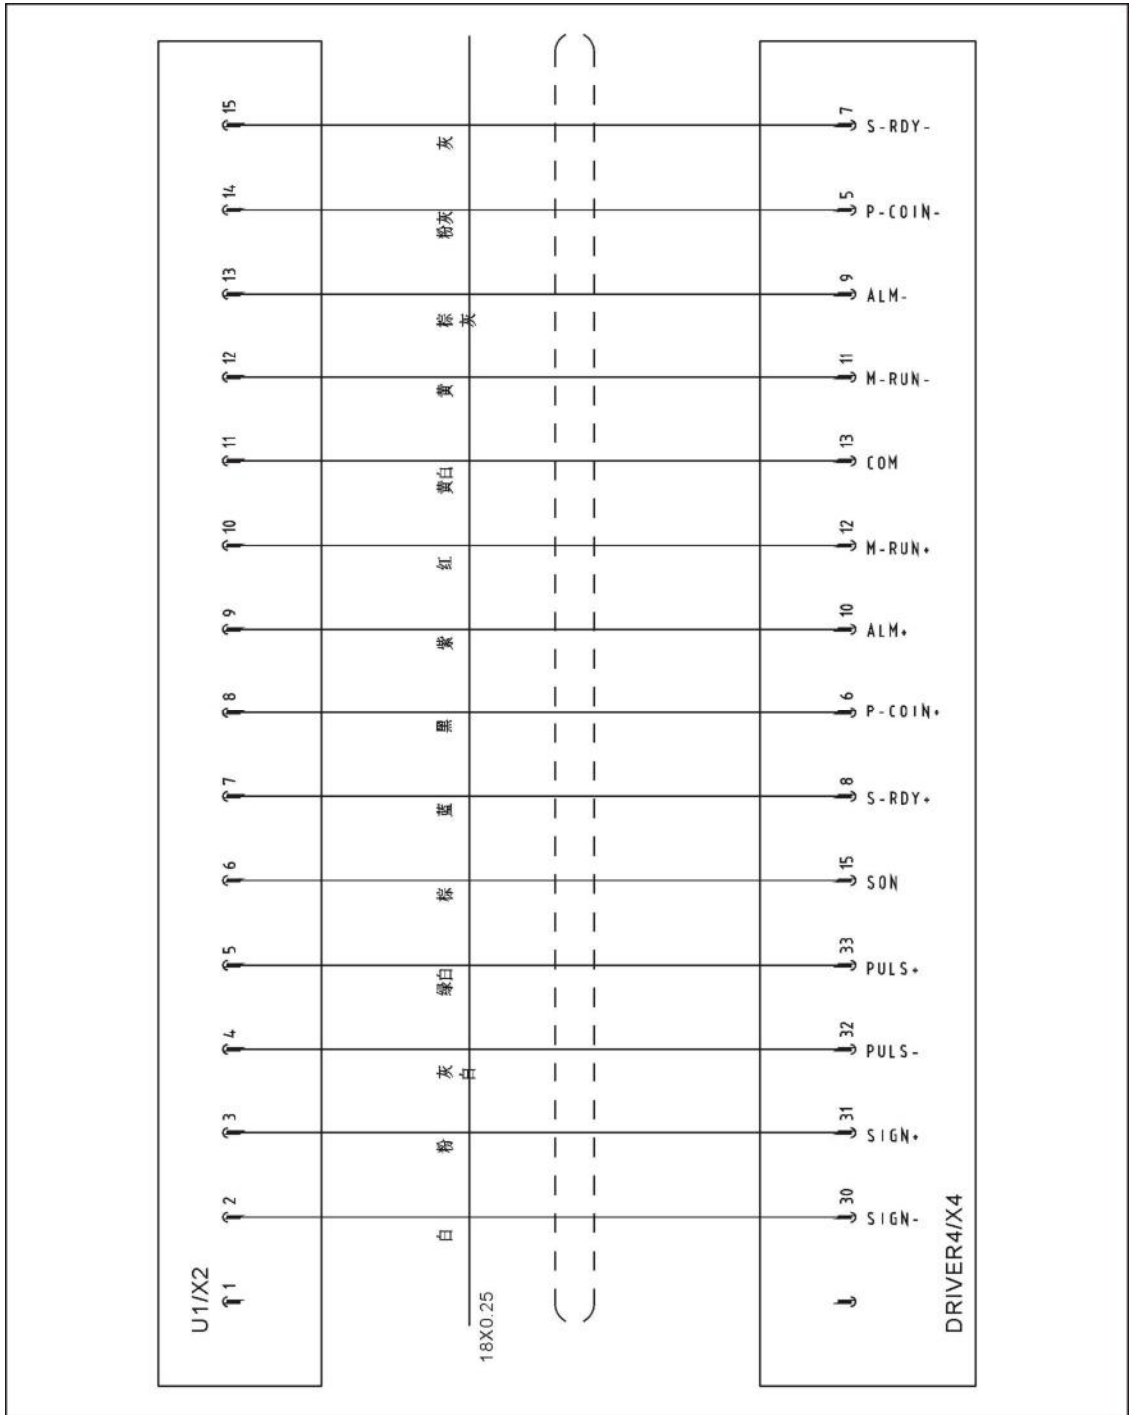 15 灰 7 S-RDY-
14 粉灰 5 P-COIN-
13 棕灰 9 ALM-
12 黄 11 M-RUN-
11 黄白 13 COM
10 红 12 M-RUN+
9 紫 10 ALM+
8 黑 6 P-COIN+
7 蓝 8 S-RDY+
6 棕 15 SON
5 绿白 33 PULS+
4 灰白 32 PULS-
3 粉 31 SIGN+
2 白 30 SIGN-
1
U1/X2
18X0.25
DRIVER4/X4